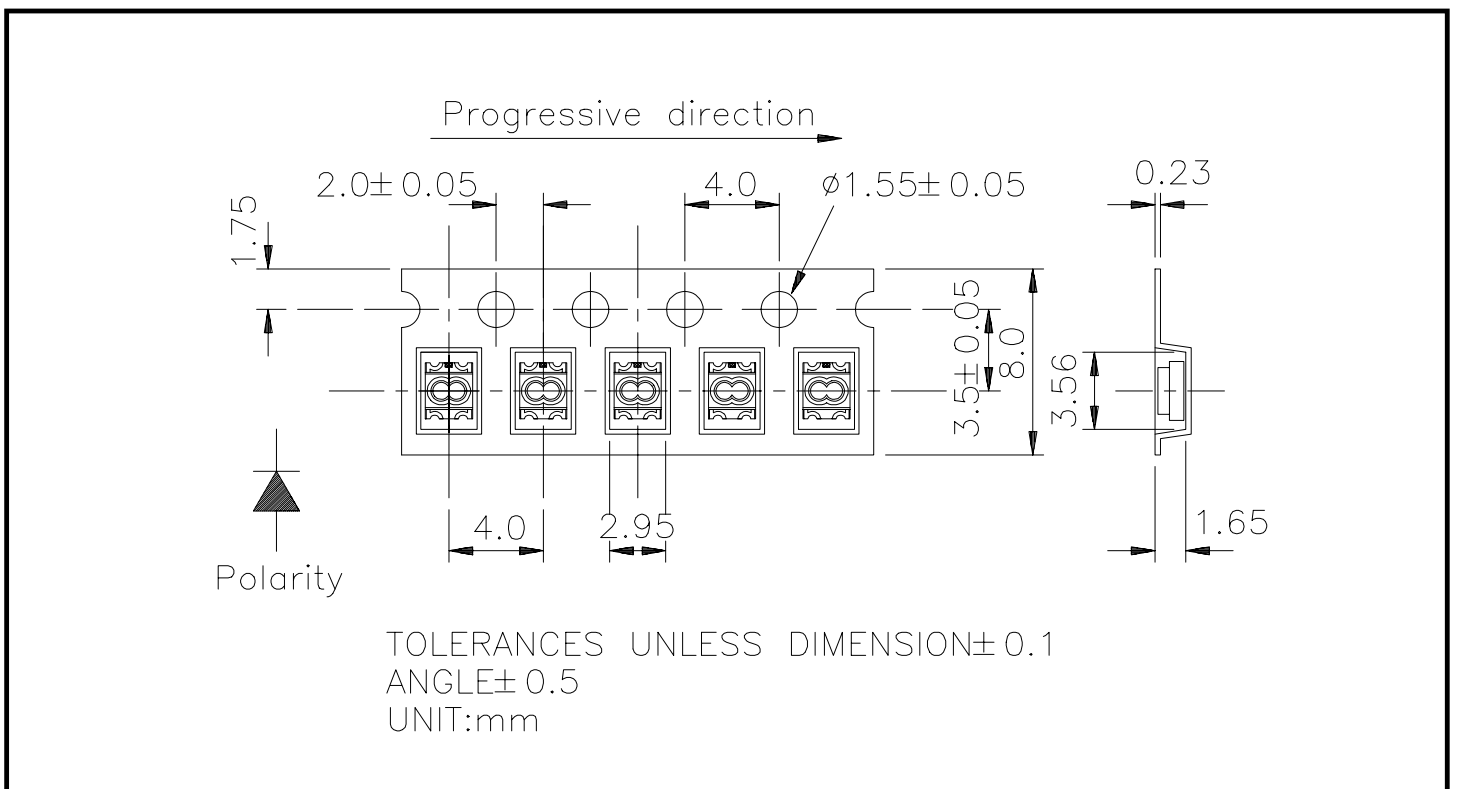 Progressive direction
2.0±0.05
4.0
ø1.55±0.05
0.23
1.75
3.5±0.05
8.0
3.56
4.0
2.95
1.65
Polarity
TOLERANCES UNLESS DIMENSION±0.1
ANGLE±0.5
UNIT:mm